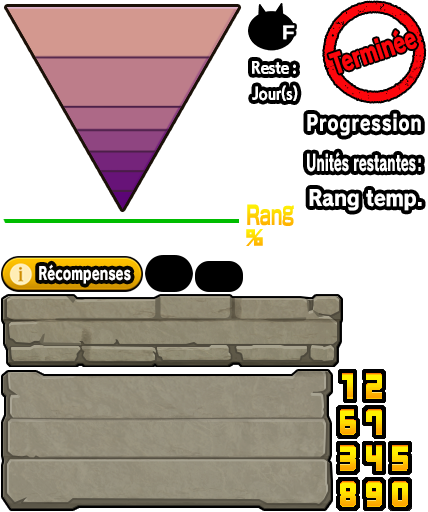 F
Terminée
Reste :
Jour(s)
Progression
Unités restantes :
Rang temp.
Rang
%
i Récompenses
1 2
6 7
3 4 5
8 9 0